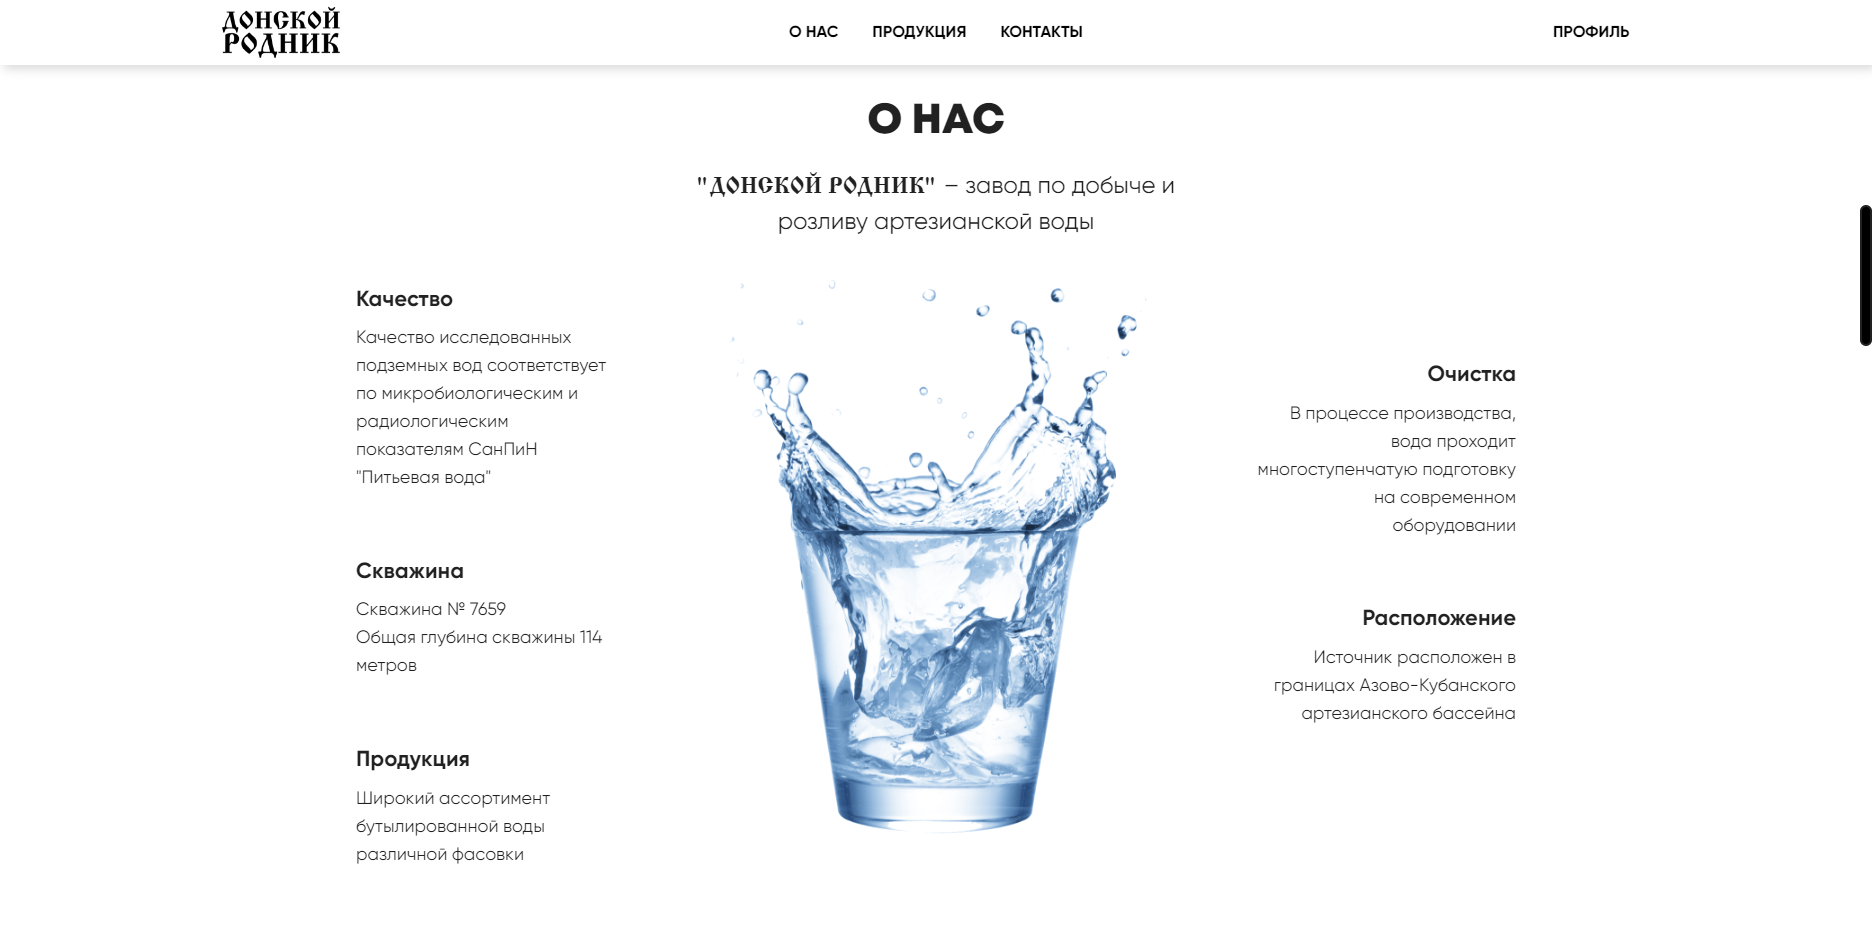 ДОНСКОЙ
РОДНИК
О НАС
ПРОДУКЦИЯ
КОНТАКТЫ
ПРОФИЛЬ
О НАС
"ДОНСКОЙ РОДНИК" – завод по добыче и
розливу артезианской воды
Качество
Качество исследованных
подземных вод соответствует
по микробиологическим и
радиологическим
показателям СанПиН
"Питьевая вода"
Скважина
Скважина № 7659
Общая глубина скважины 114
метров
Продукция
Широкий ассортимент
бутылированной воды
различной фасовки
Очистка
В процессе производства,
вода проходит
многоступенчатую подготовку
на современном
оборудовании
Расположение
Источник расположен в
границах Азово-Кубанского
артезианского бассейна